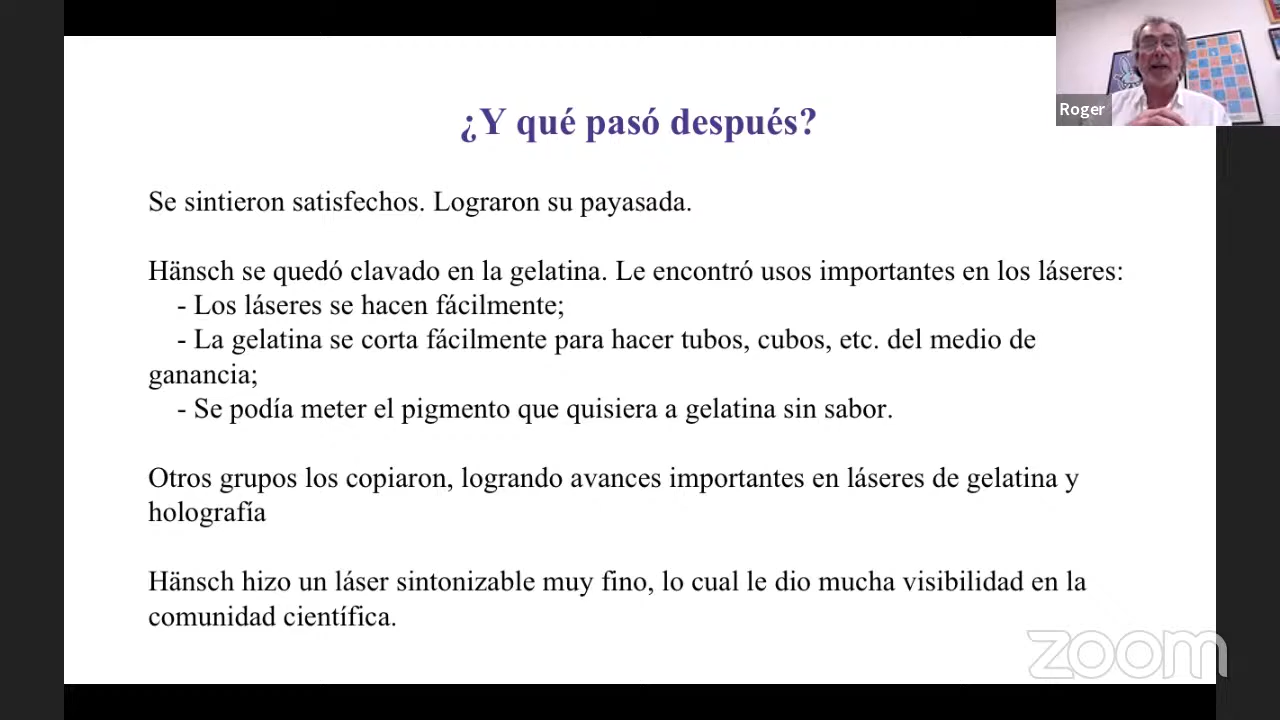 ¿Y qué pasó después?
Roger
Se sintieron satisfechos. Lograron su payasada.
Hänsch se quedó clavado en la gelatina. Le encontró usos importantes en los láseres:
- Los láseres se hacen fácilmente;
- La gelatina se corta fácilmente para hacer tubos, cubos, etc. del medio de
ganancia;
- Se podía meter el pigmento que quisiera a gelatina sin sabor.
Otros grupos los copiaron, logrando avances importantes en láseres de gelatina y
holografía
Hänsch hizo un láser sintonizable muy fino, lo cual le dio mucha visibilidad en la
comunidad científica.
zoom